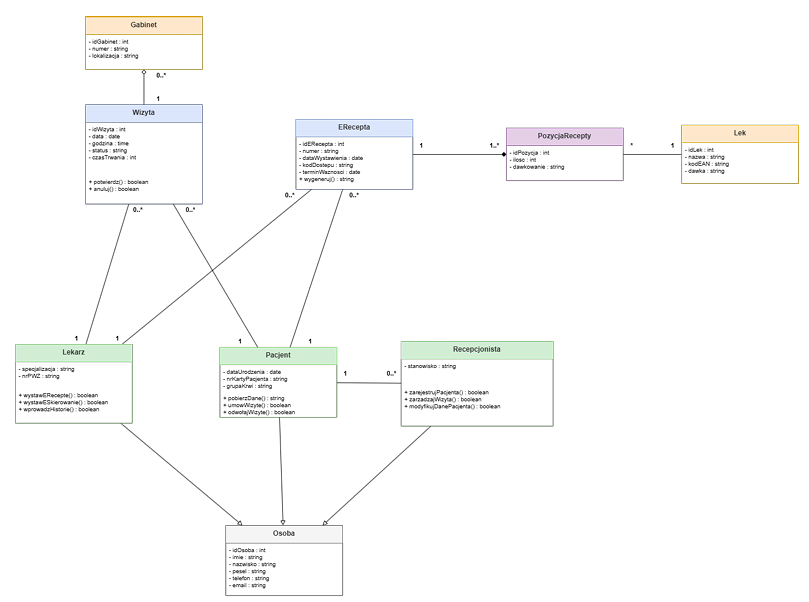 Gabinet
- idGabinet : int
- numer : string
- lokalizacja : string
0..*
1
Wizyta
- idWizyta : int
- data : date
- godzina : time
- status : string
- czasTrwania : int
+ potwierdz() : boolean
+ anuluj() : boolean
0..*
0..*
ERecepta
- idERecepta : int
- numer : string
- dataWystawienia : date
- kodDostepu : string
- terminWaznosci : date
+ wygeneruj() : string
0..*
0..*
1
1..*
PozycjaRecepty
- idPozycja : int
- ilosc : int
- dawkowanie : string
*
1
Lek
- idLek : int
- nazwa : string
- kodEAN : string
- dawka : string
1
1
Lekarz
- specjalizacja : string
- nrPWZ : string
+ wystawERecepte() : boolean
+ wystawESkierowanie() : boolean
+ wprowadzHistorie() : boolean
1
1
Pacjent
- dataUrodzenia : date
- nrKartyPacjenta : string
- grupaKrwi : string
+ pobierzDane() : string
+ umowWizyte() : boolean
+ odwołajWizyte() : boolean
1
0..*
Recepcjonista
- stanowisko : string
+ zarejestrujPacjenta() : boolean
+ zarzadzajWizyta() : boolean
+ modyfikujDanePacjenta() : boolean
Osoba
- idOsoba : int
- imie : string
- nazwisko : string
- pesel : string
- telefon : string
- email : string